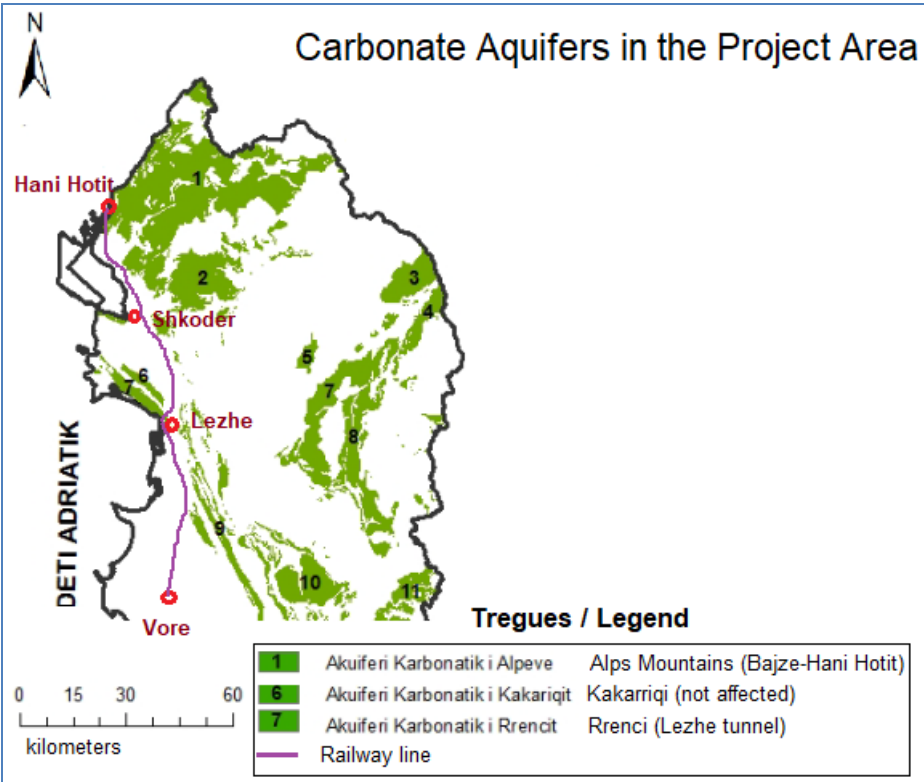 N
Carbonate Aquifers in the Project Area
1
Hani Hotit
2
3
4
Shkoder
5
6
7
7
Lezhe
8
DETI ADRIATIK
9
10
11
Vore
Tregues / Legend
1 Akuiferi Karbonatik i Alpeve Alps Mountains (Bajze-Hani Hotit)
6 Akuiferi Karbonatik i Kakariqit Kakarriqi (not affected)
7 Akuiferi Karbonatik i Rrencit Rrenci (Lezhe tunnel)
Railway line
0 15 30 60
kilometers